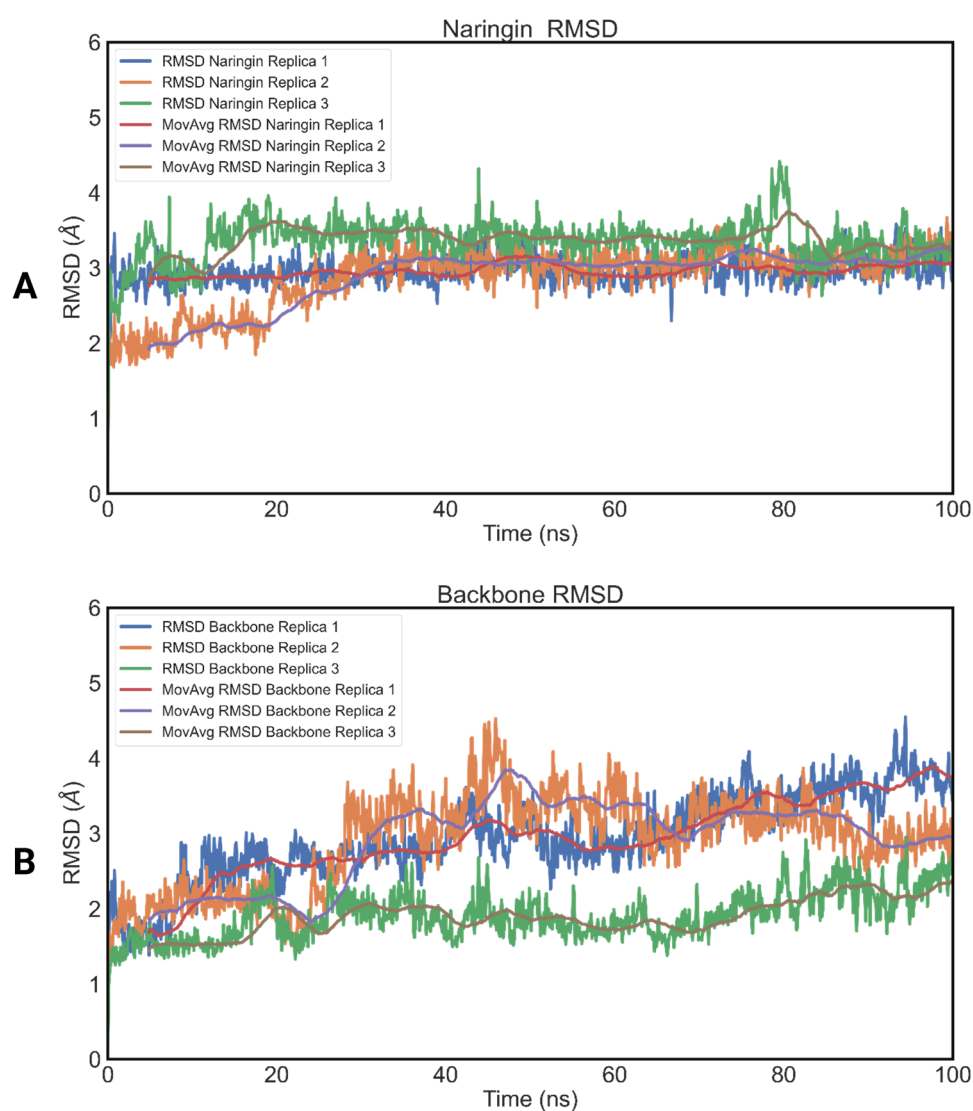 Naringin RMSD
6
5
4
3
2
1
0
RMSD (Å)
A
RMSD Naringin Replica 1
RMSD Naringin Replica 2
RMSD Naringin Replica 3
MovAvg RMSD Naringin Replica 1
MovAvg RMSD Naringin Replica 2
MovAvg RMSD Naringin Replica 3
0 20 40 60 80 100
Time (ns)
Backbone RMSD
6
5
4
3
2
1
0
RMSD (Å)
B
RMSD Backbone Replica 1
RMSD Backbone Replica 2
RMSD Backbone Replica 3
MovAvg RMSD Backbone Replica 1
MovAvg RMSD Backbone Replica 2
MovAvg RMSD Backbone Replica 3
0 20 40 60 80 100
Time (ns)